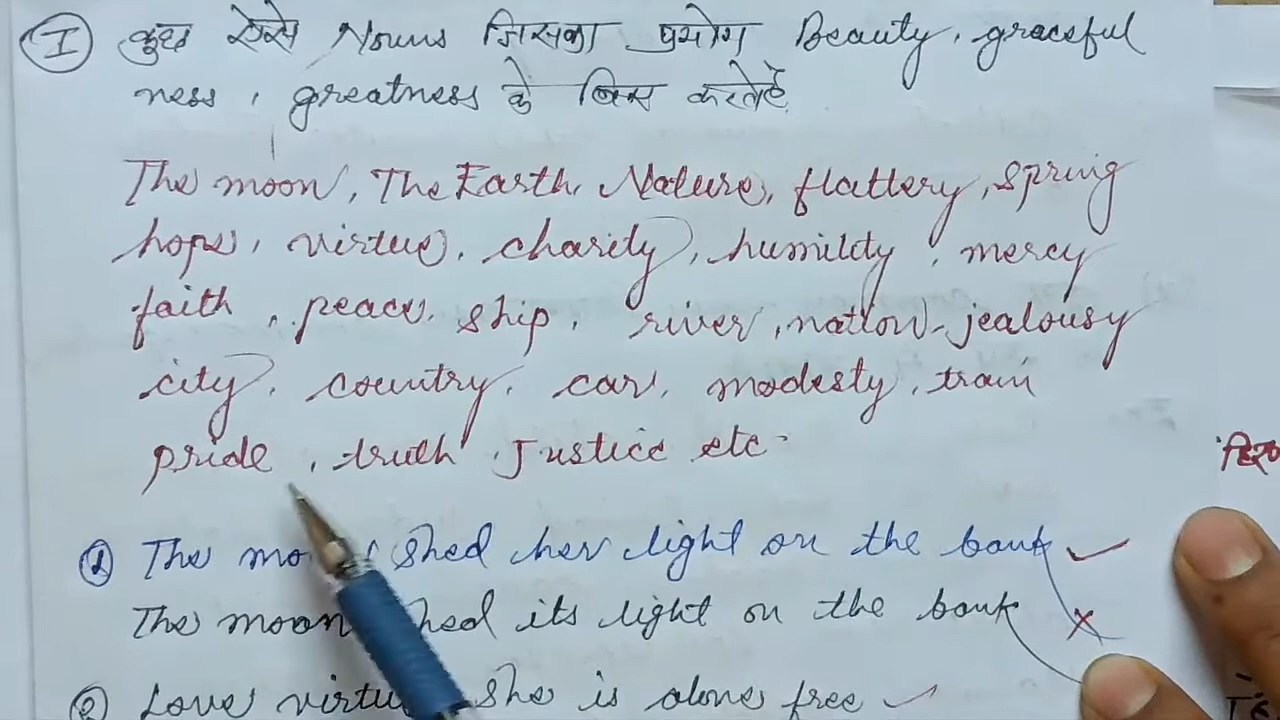 I कुछ ऐसे Nouns जिसका प्रयोग Beauty, graceful
ness, greatness के लिए करते हैं
The moon, The Earth, Nature, flattery, spring
hope, virtue, charity, humility, mercy
faith, peace, ship, river, nation, jealousy
city, country, car, modesty, train
pride, truth, Justice etc.
① The moon shed her light on the bank ✓
The moon shed its light on the bank ×
② Love virtue she is alone free ✓